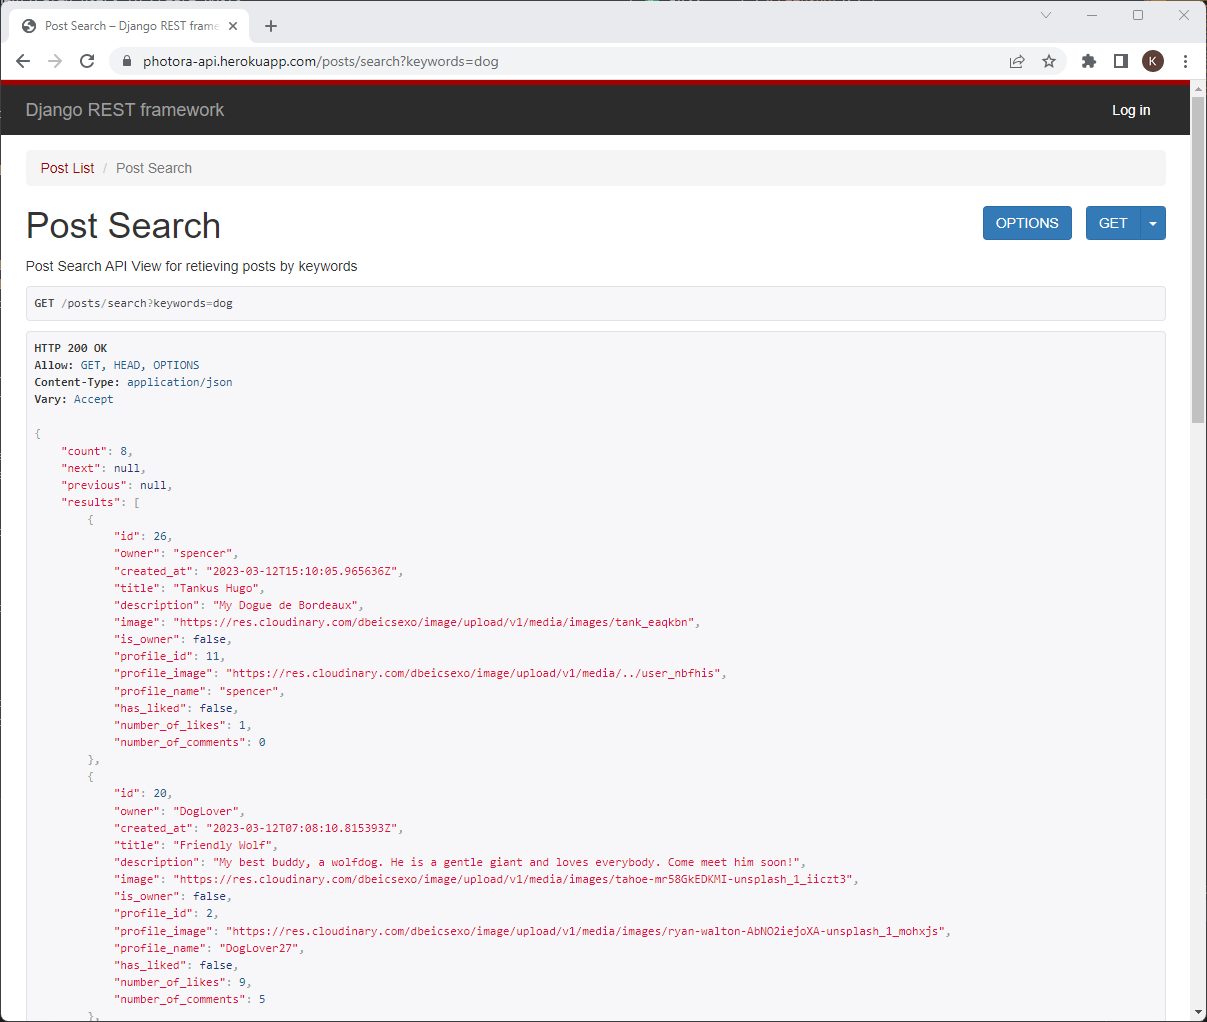 Post Search – Django REST frame
photora-api.herokuapp.com/posts/search?keywords=dog
K
Django REST framework
Log in
Post List / Post Search
Post Search
OPTIONS
GET
Post Search API View for retieving posts by keywords
GET /posts/search?keywords=dog
HTTP 200 OK
Allow: GET, HEAD, OPTIONS
Content-Type: application/json
Vary: Accept
{
"count": 8,
"next": null,
"previous": null,
"results": [
{
"id": 26,
"owner": "spencer",
"created_at": "2023-03-12T15:10:05.965636Z",
"title": "Tankus Hugo",
"description": "My Dogue de Bordeaux",
"image": "https://res.cloudinary.com/dbeicsexo/image/upload/v1/media/images/tank_eaqkbn",
"is_owner": false,
"profile_id": 11,
"profile_image": "https://res.cloudinary.com/dbeicsexo/image/upload/v1/media/../user_nbfhis",
"profile_name": "spencer",
"has_liked": false,
"number_of_likes": 1,
"number_of_comments": 0
},
{
"id": 20,
"owner": "DogLover",
"created_at": "2023-03-12T07:08:10.815393Z",
"title": "Friendly Wolf",
"description": "My best buddy, a wolfdog. He is a gentle giant and loves everybody. Come meet him soon!",
"image": "https://res.cloudinary.com/dbeicsexo/image/upload/v1/media/images/tahoe-mr58GkEDKMI-unsplash_1_iiczt3",
"is_owner": false,
"profile_id": 2,
"profile_image": "https://res.cloudinary.com/dbeicsexo/image/upload/v1/media/images/ryan-walton-AbNO2iejoXA-unsplash_1_mohxjs",
"profile_name": "DogLover27",
"has_liked": false,
"number_of_likes": 9,
"number_of_comments": 5
},